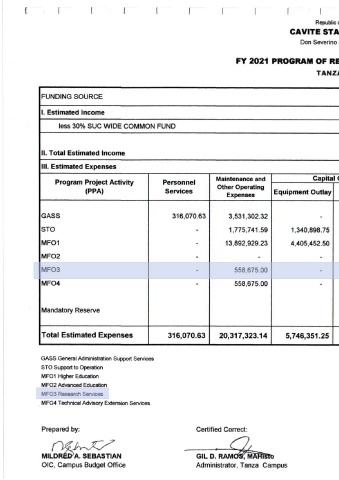 Republic
CAVITE STA
Don Severino
FY 2021 PROGRAM OF RE
TANZA
FUNDING SOURCE
I. Estimated Income
less 30% SUC WIDE COMMON FUND
II. Total Estimated Income
III. Estimated Expenses
Program Project Activity (PPA) Personnel Services Maintenance and Other Operating Expenses Capital
Equipment Outlay
GASS 316,070.63 3,531,302.32 -
STO - 1,775,741.59 1,340,898.75
MFO1 - 13,892,929.23 4,405,452.50
MFO2 - - -
MFO3 - 558,675.00
MFO4 - 558,675.00
Mandatory Reserve
Total Estimated Expenses 316,070.63 20,317,323.14 5,746,351.25
GASS General Administration Support Services
STO Support to Operation
MFO1 Higher Education
MFO2 Advanced Education
MFO3 Research Services
MFO4 Technical Advisory Extension Services
Prepared by: Certified Correct:
MILDRED A. SEBASTIAN GIL D. RAMOS, MAHisto
OIC, Campus Budget Office Administrator, Tanza Campus